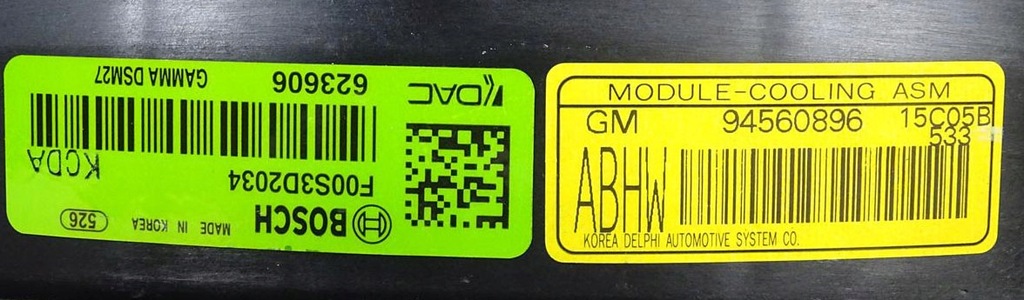 KDAC
623606
GAMMA DSM27
KCDA
F00S3D2034
BOSCH
MADE IN KOREA
526
MODULE-COOLING ASM
GM 94560896 15C05B
533
ABHW
KOREA DELPHI AUTOMOTIVE SYSTEM CO.